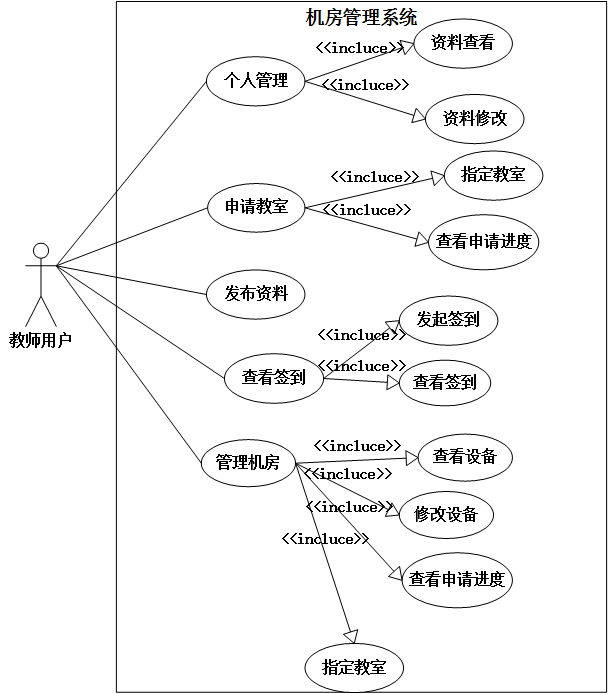 机房管理系统
<<incluce>>
资料查看
个人管理
<<incluce>>
资料修改
<<incluce>>
指定教室
申请教室
<<incluce>>
查看申请进度
发布资料
教师用户
<<incluce>>
发起签到
查看签到
<<incluce>>
查看签到
管理机房
<<incluce>>
查看设备
<<incluce>>
修改设备
<<incluce>>
<<incluce>>
查看申请进度
指定教室